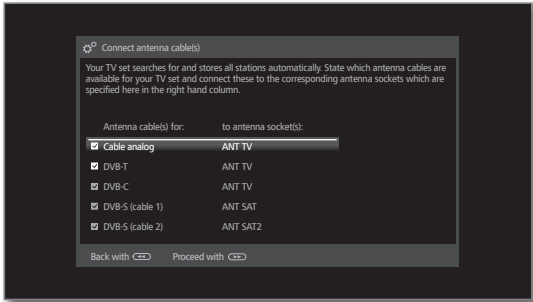 Connect antenna cable(s)
Your TV set searches for and stores all stations automatically. State which antenna cables are
available for your TV set and connect these to the corresponding antenna sockets which are
specified here in the right hand column.
Antenna cable(s) for: to antenna socket(s):
Cable analog ANT TV
DVB-T ANT TV
DVB-C ANT TV
DVB-S (cable 1) ANT SAT
DVB-S (cable 2) ANT SAT2
Back with Proceed with